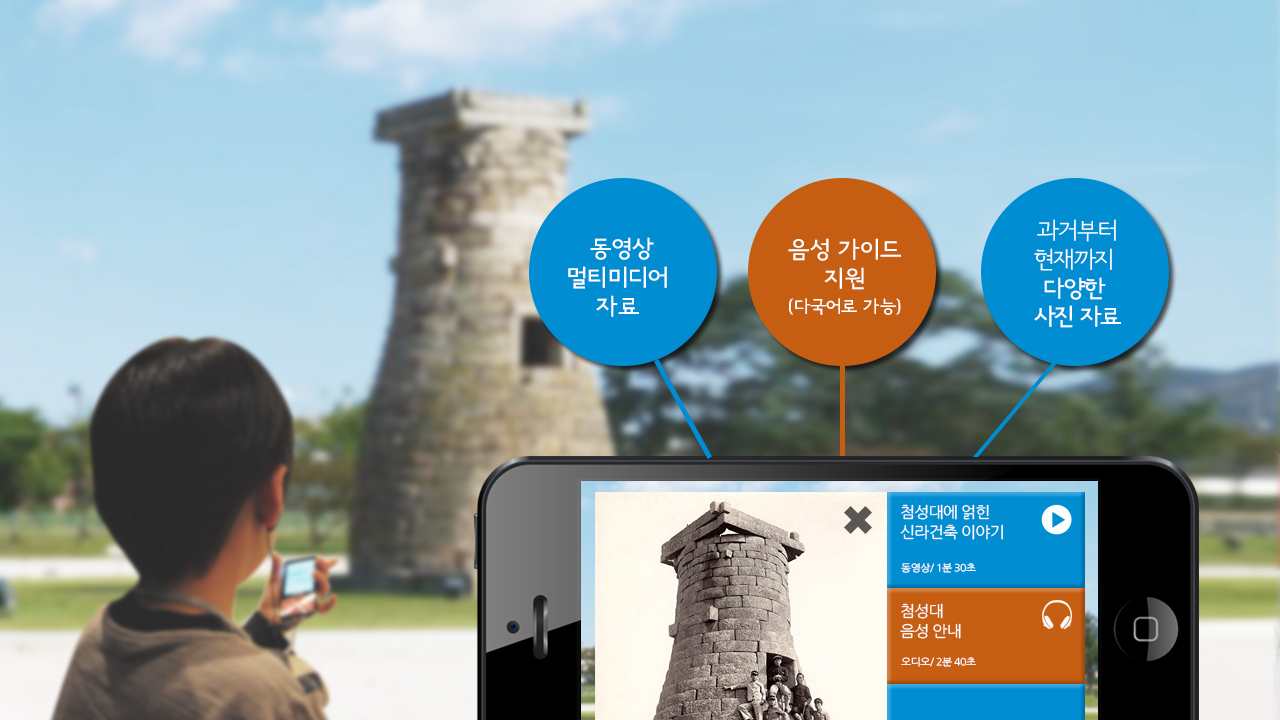 동영상
멀티미디어
자료
음성 가이드
지원
(다국어로 가능)
과거부터
현재까지
다양한
사진 자료
첨성대에 얽힌
신라건축 이야기
동영상/ 1분 30초
첨성대
음성 안내
오디오/ 2분 40초